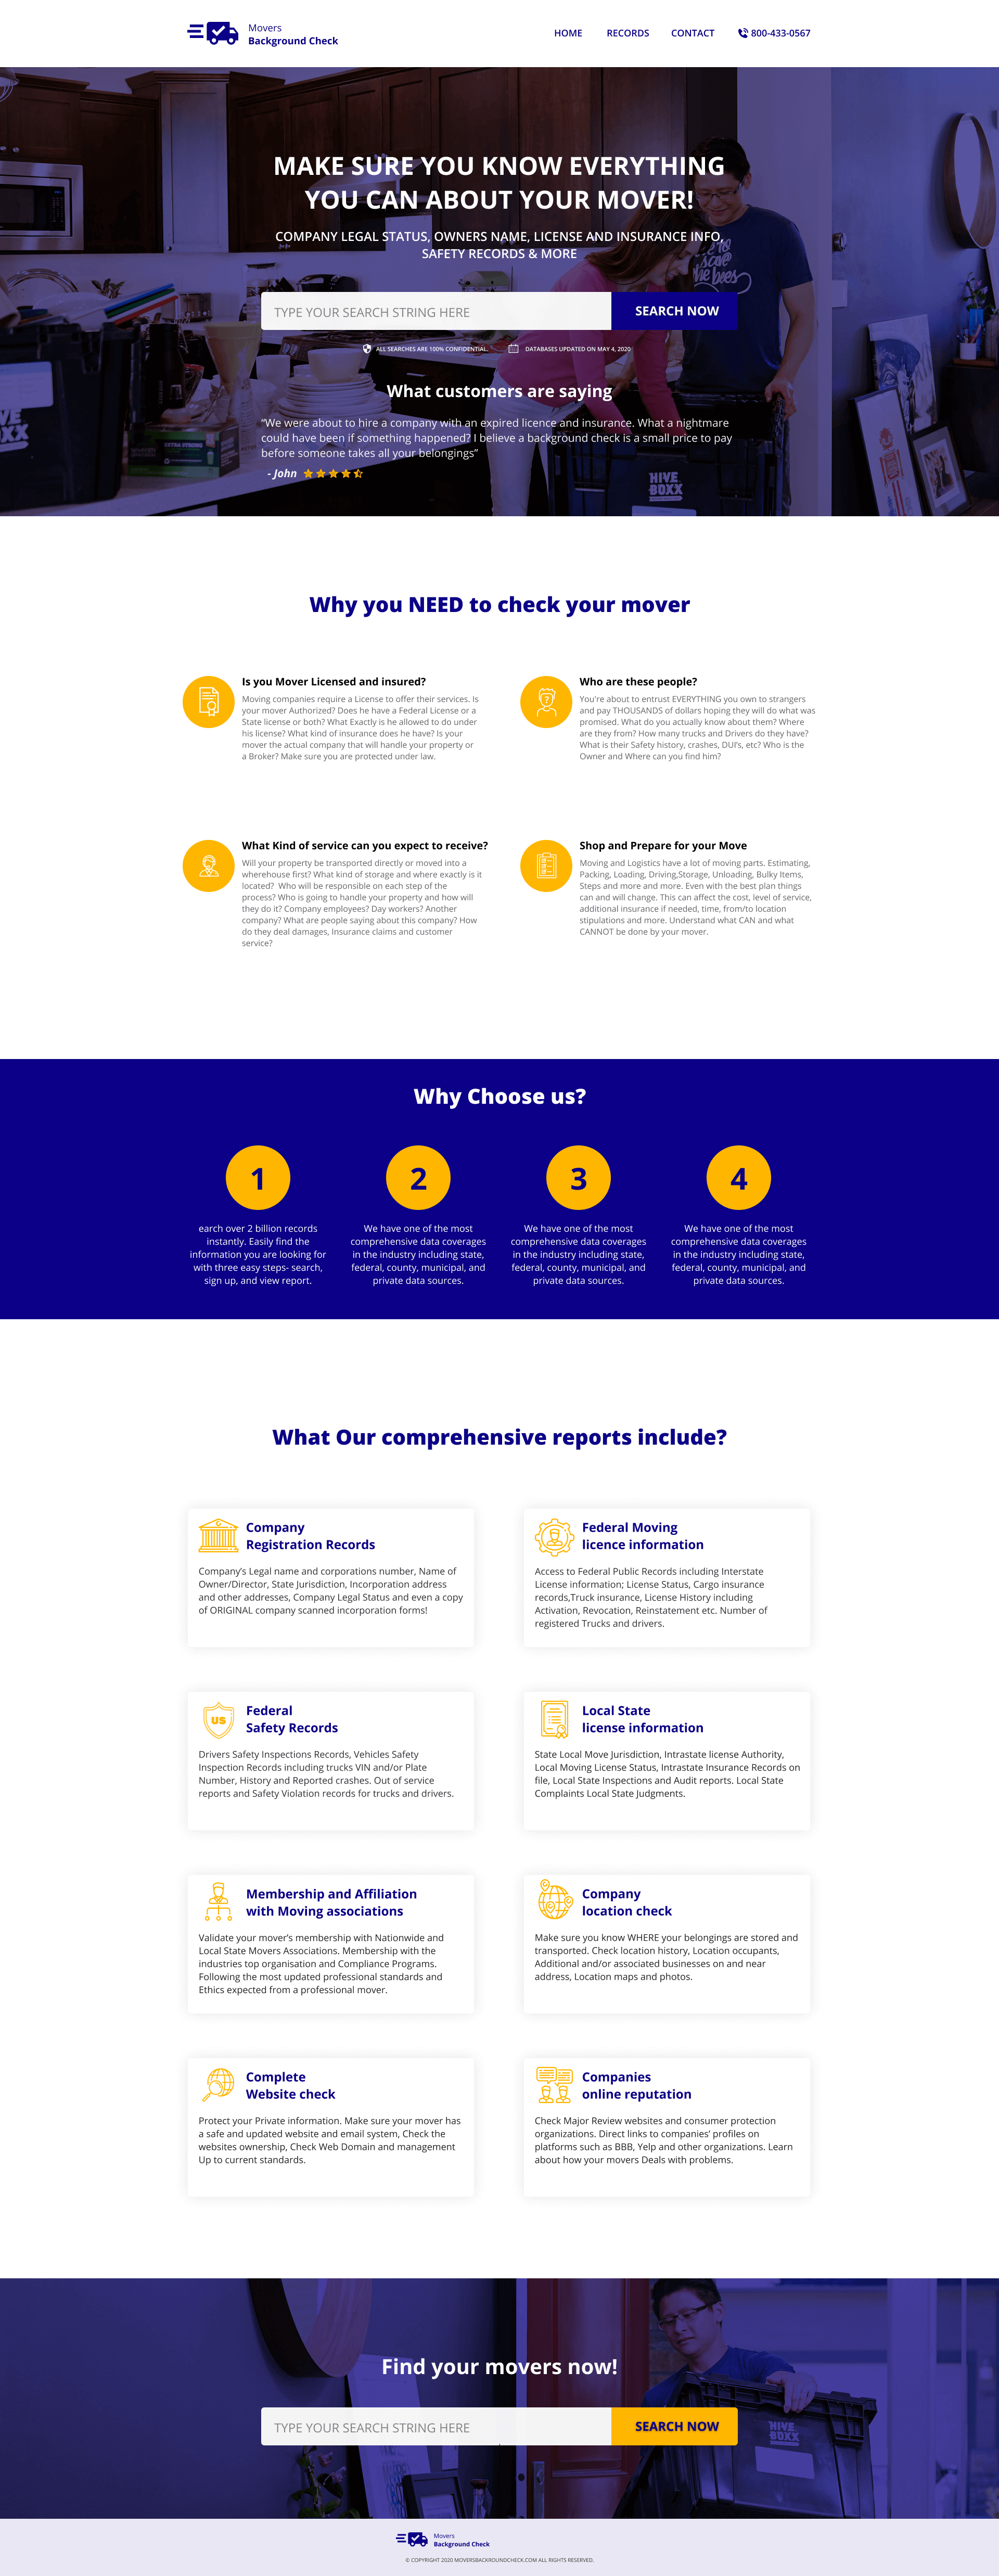 Movers
Background Check
HOME
RECORDS
CONTACT
800-433-0567
MAKE SURE YOU KNOW EVERYTHING
YOU CAN ABOUT YOUR MOVER!
COMPANY LEGAL STATUS, OWNERS NAME, LICENSE AND INSURANCE INFO,
SAFETY RECORDS & MORE
TYPE YOUR SEARCH STRING HERE
SEARCH NOW
ALL SEARCHES ARE 100% CONFIDENTIAL.
DATABASES UPDATED ON MAY 4, 2020
What customers are saying
“We were about to hire a company with an expired licence and insurance. What a nightmare
could have been if something happened? I believe a background check is a small price to pay
before someone takes all your belongings”
- John
HIVE
BOXX
Why you NEED to check your mover
Is you Mover Licensed and insured?
Moving companies require a License to offer their services. Is
your mover Authorized? Does he have a Federal License or a
State license or both? What Exactly is he allowed to do under
his license? What kind of insurance does he have? Is your
mover the actual company that will handle your property or
a Broker? Make sure you are protected under law.
Who are these people?
You're about to entrust EVERYTHING you own to strangers
and pay THOUSANDS of dollars hoping they will do what was
promised. What do you actually know about them? Where
are they from? How many trucks and Drivers do they have?
What is their Safety history, crashes, DUI's, etc? Who is the
Owner and Where can you find him?
What Kind of service can you expect to receive?
Will your property be transported directly or moved into a
wherehouse first? What kind of storage and where exactly is it
located? Who will be responsible on each step of the
process? Who is going to handle your property and how will
they do it? Company employees? Day workers? Another
company? What are people saying about this company? How
do they deal damages, Insurance claims and customer
service?
Shop and Prepare for your Move
Moving and Logistics have a lot of moving parts. Estimating,
Packing, Loading, Driving,Storage, Unloading, Bulky Items,
Steps and more and more. Even with the best plan things
can and will change. This can affect the cost, level of service,
additional insurance if needed, time, from/to location
stipulations and more. Understand what CAN and what
CANNOT be done by your mover.
Why Choose us?
1
2
3
4
earch over 2 billion records
instantly. Easily find the
information you are looking for
with three easy steps- search,
sign up, and view report.
We have one of the most
comprehensive data coverages
in the industry including state,
federal, county, municipal, and
private data sources.
We have one of the most
comprehensive data coverages
in the industry including state,
federal, county, municipal, and
private data sources.
We have one of the most
comprehensive data coverages
in the industry including state,
federal, county, municipal, and
private data sources.
What Our comprehensive reports include?
Company
Registration Records
Company's Legal name and corporations number, Name of
Owner/Director, State Jurisdiction, Incorporation address
and other addresses, Company Legal Status and even a copy
of ORIGINAL company scanned incorporation forms!
Federal Moving
licence information
Access to Federal Public Records including Interstate
License information; License Status, Cargo insurance
records,Truck insurance, License History including
Activation, Revocation, Reinstatement etc. Number of
registered Trucks and drivers.
US
Federal
Safety Records
Drivers Safety Inspections Records, Vehicles Safety
Inspection Records including trucks VIN and/or Plate
Number, History and Reported crashes. Out of service
reports and Safety Violation records for trucks and drivers.
Local State
license information
State Local Move Jurisdiction, Intrastate license Authority,
Local Moving License Status, Intrastate Insurance Records on
file, Local State Inspections and Audit reports. Local State
Complaints Local State Judgments.
Membership and Affiliation
with Moving associations
Validate your mover's membership with Nationwide and
Local State Movers Associations. Membership with the
industries top organisation and Compliance Programs.
Following the most updated professional standards and
Ethics expected from a professional mover.
Company
location check
Make sure you know WHERE your belongings are stored and
transported. Check location history, Location occupants,
Additional and/or associated businesses on and near
address, Location maps and photos.
Complete
Website check
Protect your Private information. Make sure your mover has
a safe and updated website and email system, Check the
websites ownership, Check Web Domain and management
Up to current standards.
Companies
online reputation
Check Major Review websites and consumer protection
organizations. Direct links to companies' profiles on
platforms such as BBB, Yelp and other organizations. Learn
about how your movers Deals with problems.
Find your movers now!
TYPE YOUR SEARCH STRING HERE
SEARCH NOW
HIVE
BOXX
Movers
Background Check
© COPYRIGHT 2020 MOVERSBACKROUNDCHECK.COM ALL RIGHTS RESERVED.